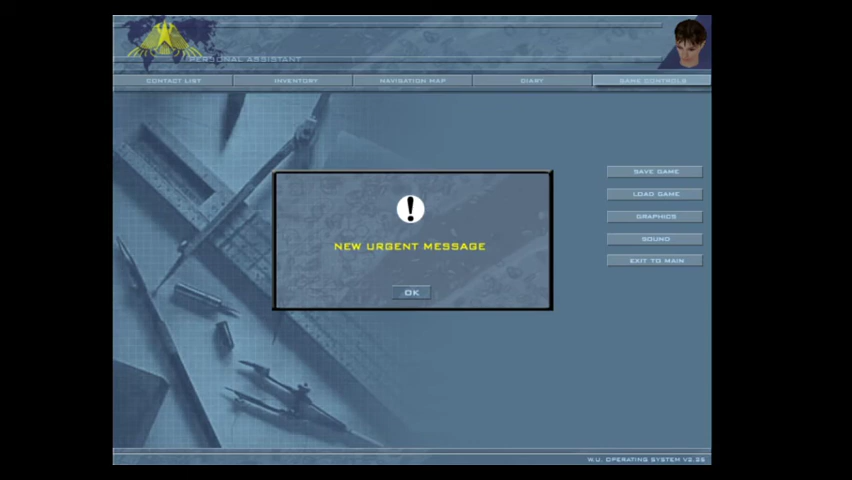 PERSONAL ASSISTANT
CONTACT LIST
INVENTORY
NAVIGATION MAP
DIARY
GAME CONTROLS
SAVE GAME
LOAD GAME
GRAPHICS
SOUND
EXIT TO MAIN
!
NEW URGENT MESSAGE
OK
W.U. OPERATING SYSTEM V2.26